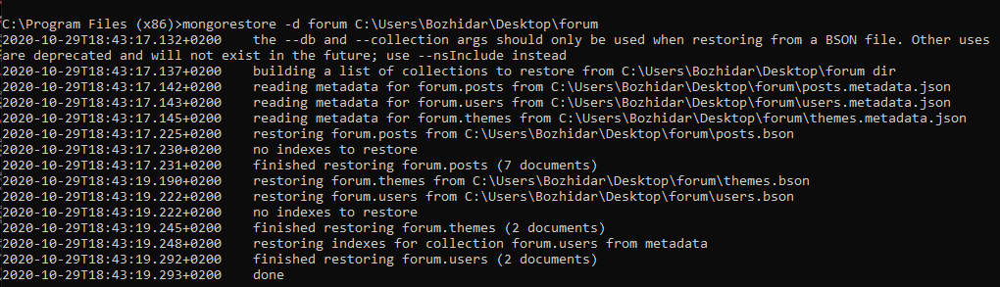 C:\Program Files (x86)>mongorestore -d forum C:\Users\Bozhidar\Desktop\forum
2020-10-29T18:43:17.132+0200    the --db and --collection args should only be used when restoring from a BSON file. Other uses
are deprecated and will not exist in the future; use --nsInclude instead
2020-10-29T18:43:17.137+0200    building a list of collections to restore from C:\Users\Bozhidar\Desktop\forum dir
2020-10-29T18:43:17.142+0200    reading metadata for forum.posts from C:\Users\Bozhidar\Desktop\forum\posts.metadata.json
2020-10-29T18:43:17.143+0200    reading metadata for forum.users from C:\Users\Bozhidar\Desktop\forum\users.metadata.json
2020-10-29T18:43:17.145+0200    reading metadata for forum.themes from C:\Users\Bozhidar\Desktop\forum\themes.metadata.json
2020-10-29T18:43:17.225+0200    restoring forum.posts from C:\Users\Bozhidar\Desktop\forum\posts.bson
2020-10-29T18:43:17.230+0200    no indexes to restore
2020-10-29T18:43:17.231+0200    finished restoring forum.posts (7 documents)
2020-10-29T18:43:19.190+0200    restoring forum.themes from C:\Users\Bozhidar\Desktop\forum\themes.bson
2020-10-29T18:43:19.222+0200    restoring forum.users from C:\Users\Bozhidar\Desktop\forum\users.bson
2020-10-29T18:43:19.222+0200    no indexes to restore
2020-10-29T18:43:19.245+0200    finished restoring forum.themes (2 documents)
2020-10-29T18:43:19.248+0200    restoring indexes for collection forum.users from metadata
2020-10-29T18:43:19.292+0200    finished restoring forum.users (2 documents)
2020-10-29T18:43:19.293+0200    done